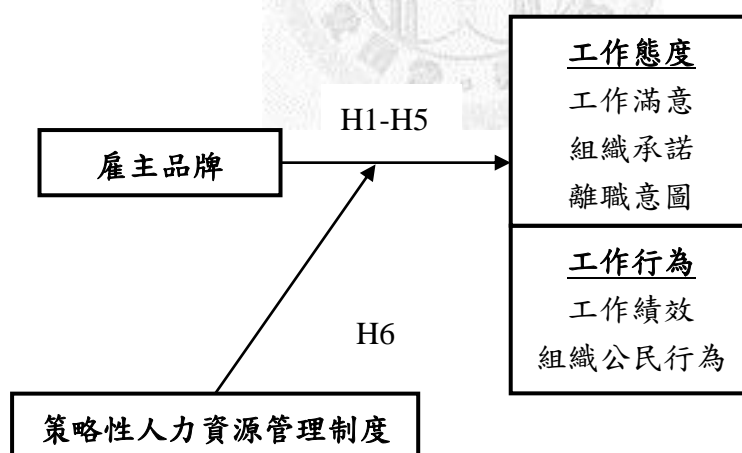 工作態度
工作滿意
組織承諾
離職意圖
H1-H5
雇主品牌
工作行為
工作績效
組織公民行為
H6
策略性人力資源管理制度